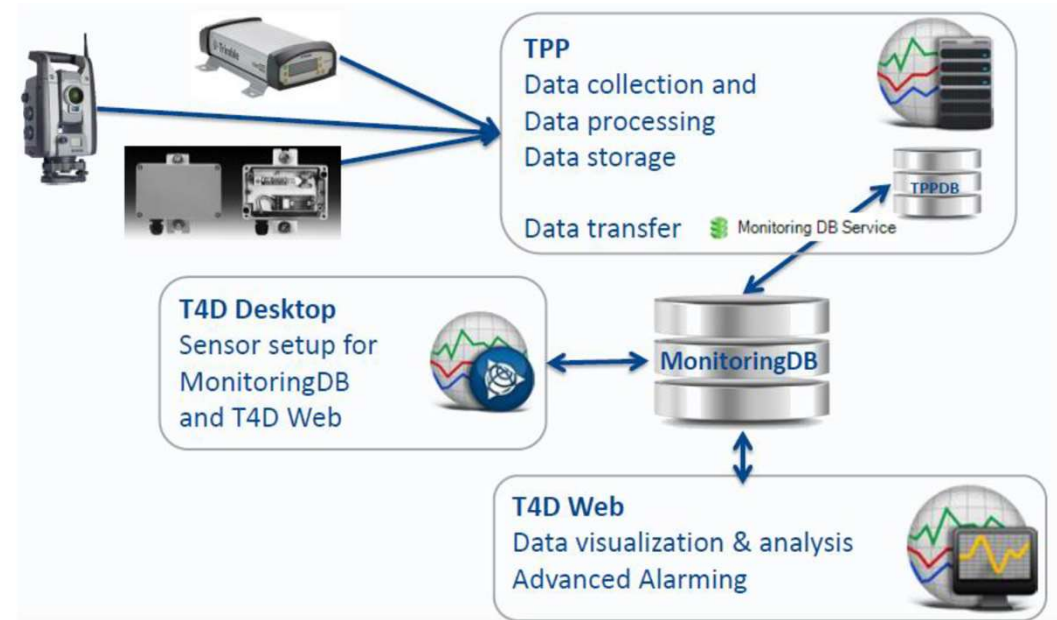 Trimble
TPP
Data collection and
Data processing
Data storage
TPPDB
Data transfer
Monitoring DB Service
T4D Desktop
Sensor setup for
MonitoringDB
and T4D Web
MonitoringDB
T4D Web
Data visualization & analysis
Advanced Alarming